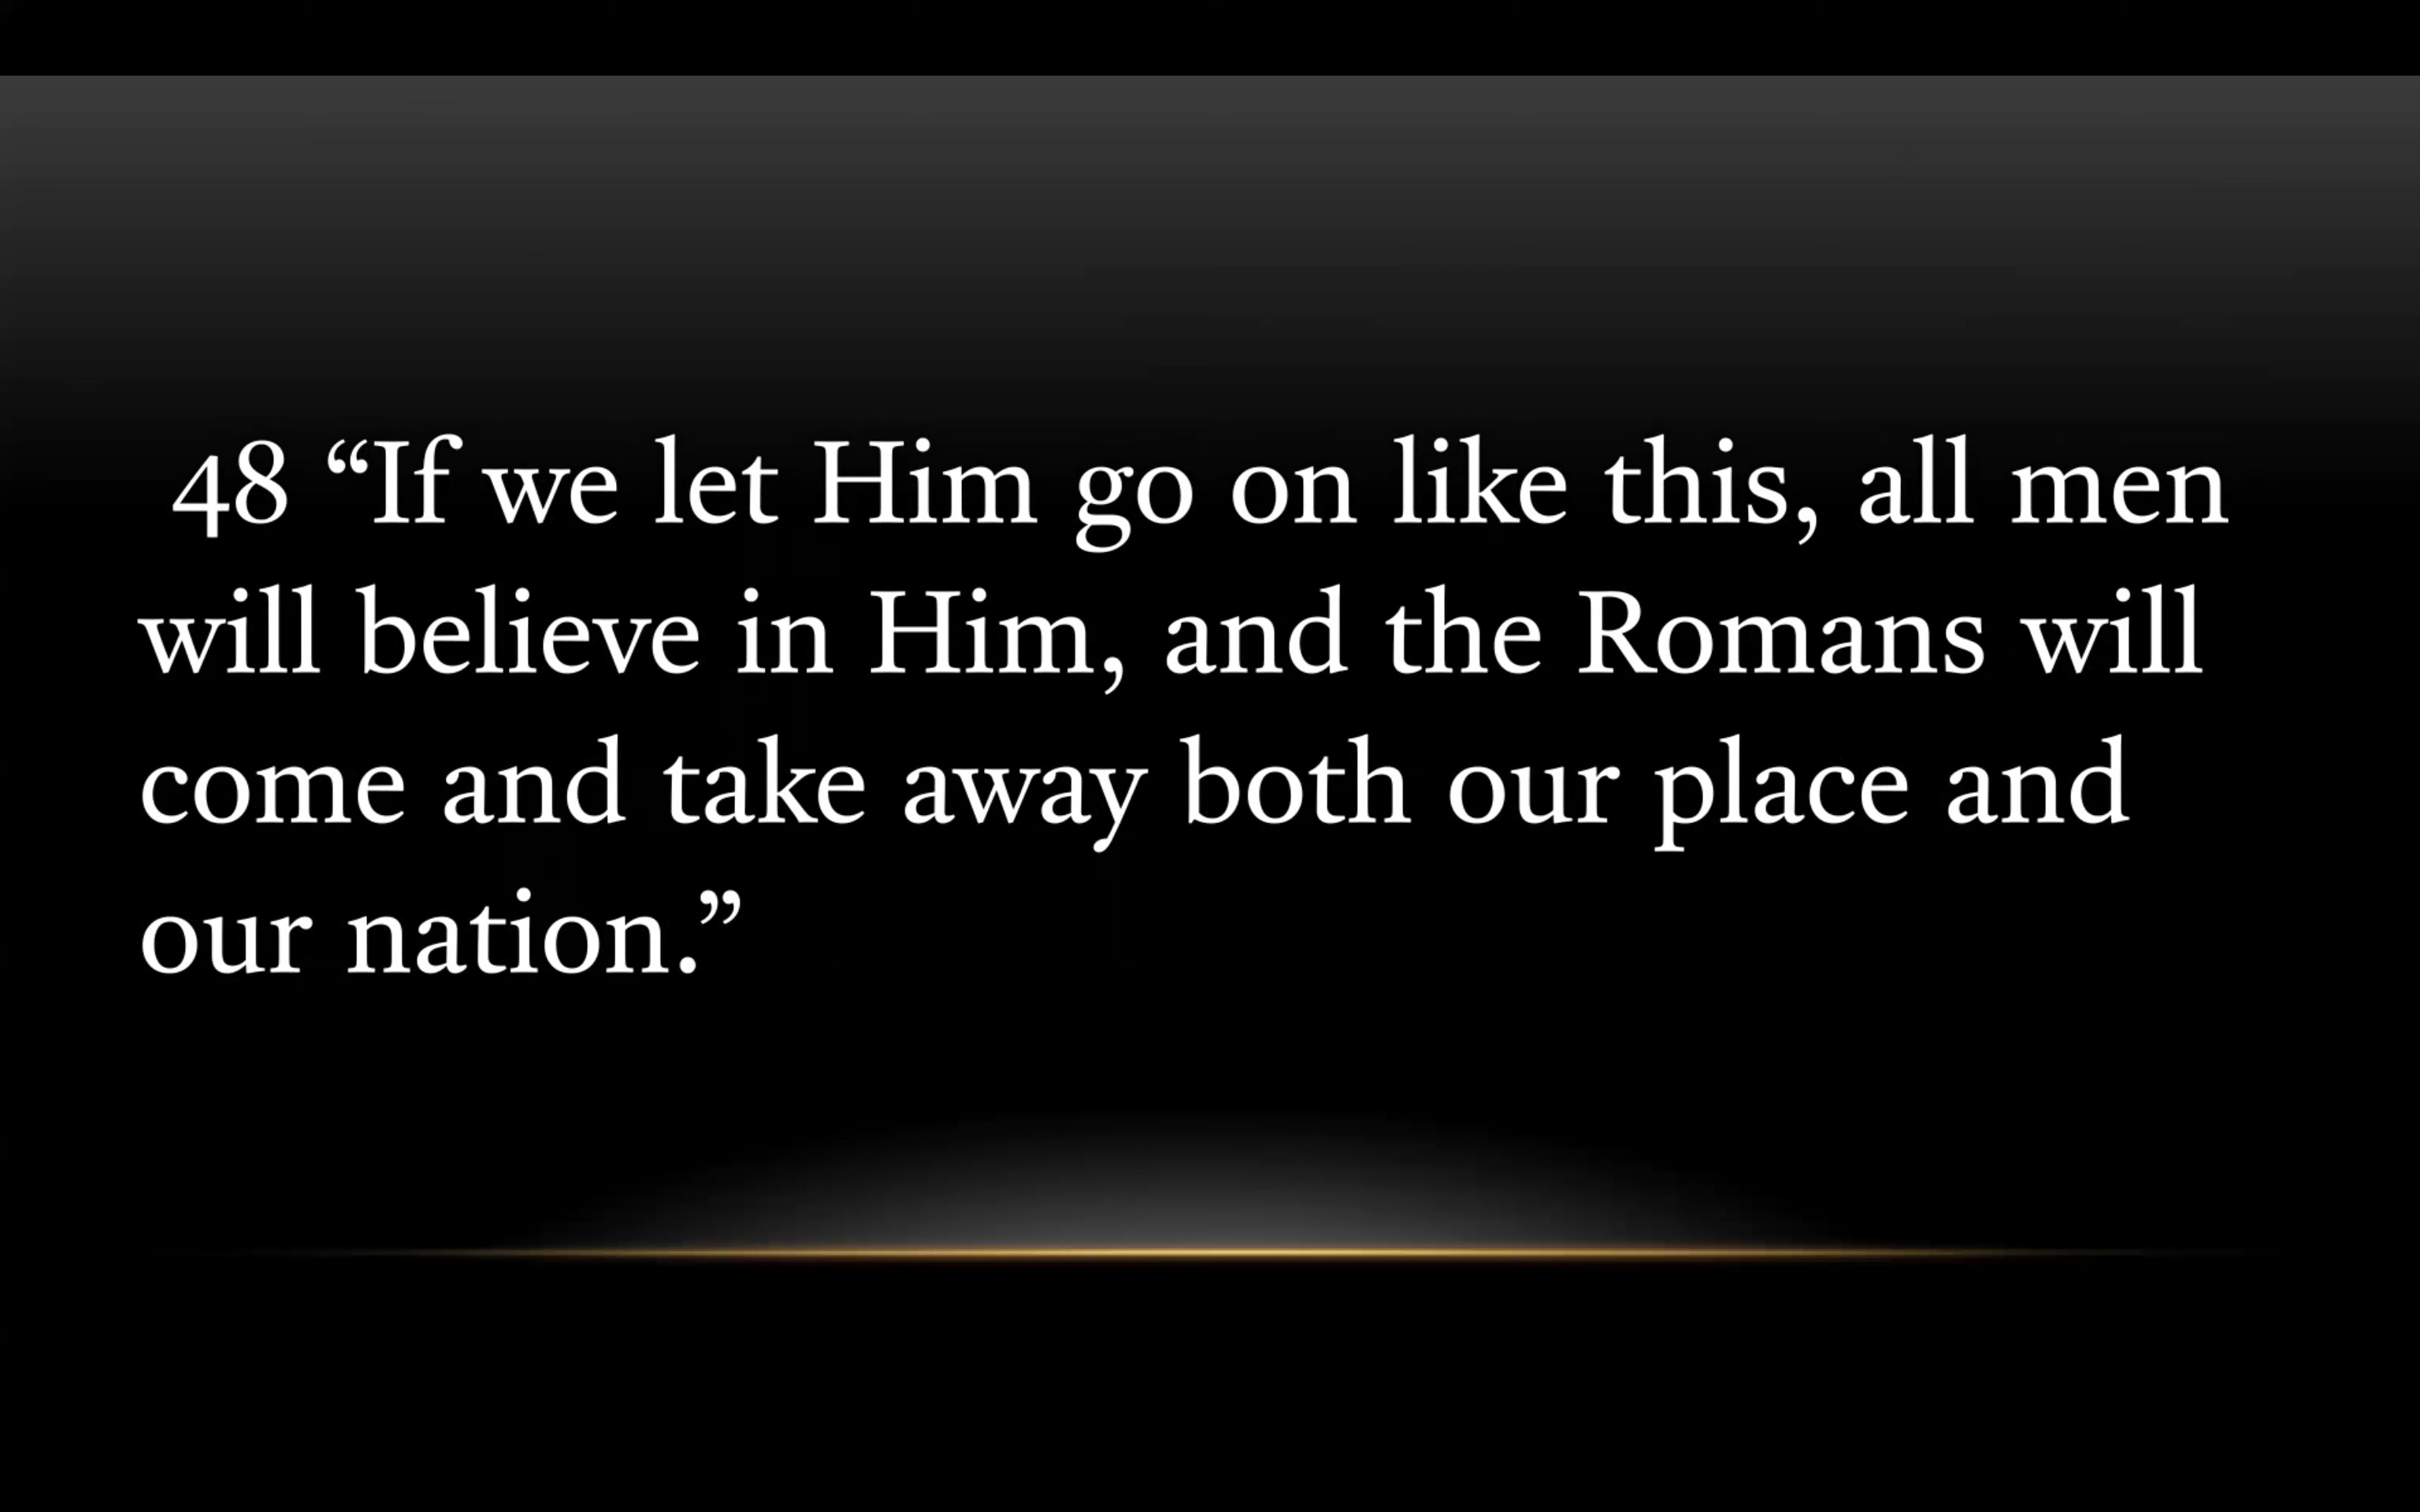 48 “If we let Him go on like this, all men
will believe in Him, and the Romans will
come and take away both our place and
our nation.”